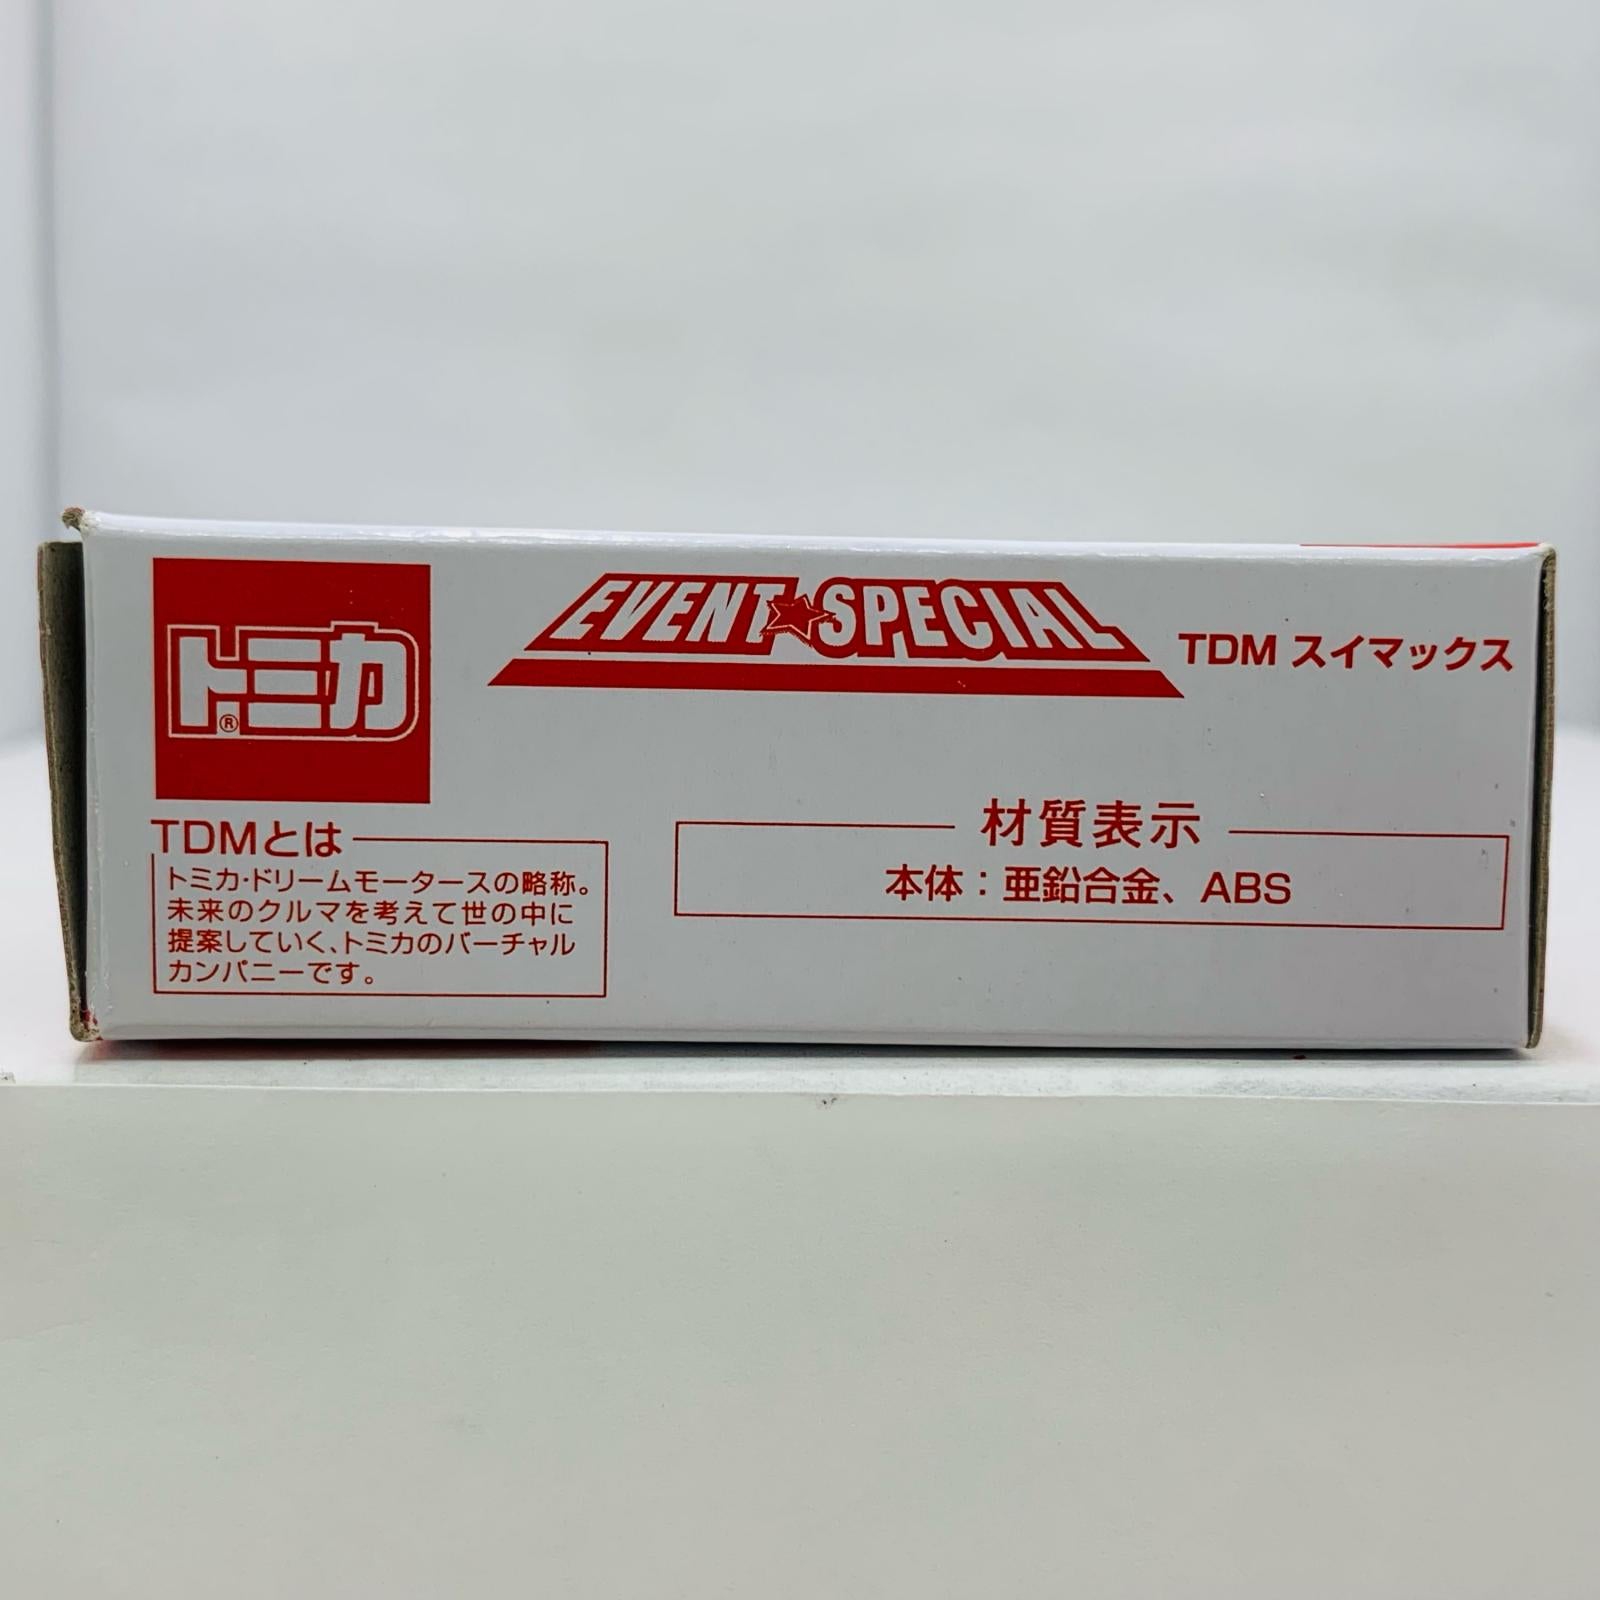 トミカ®
EVENT★SPECIAL
TDM スイマックス
TDMとは
トミカ・ドリームモータースの略称。
未来のクルマを考えて世の中に
提案していく、トミカのバーチャル
カンパニーです。
材質表示
本体：亜鉛合金、ABS